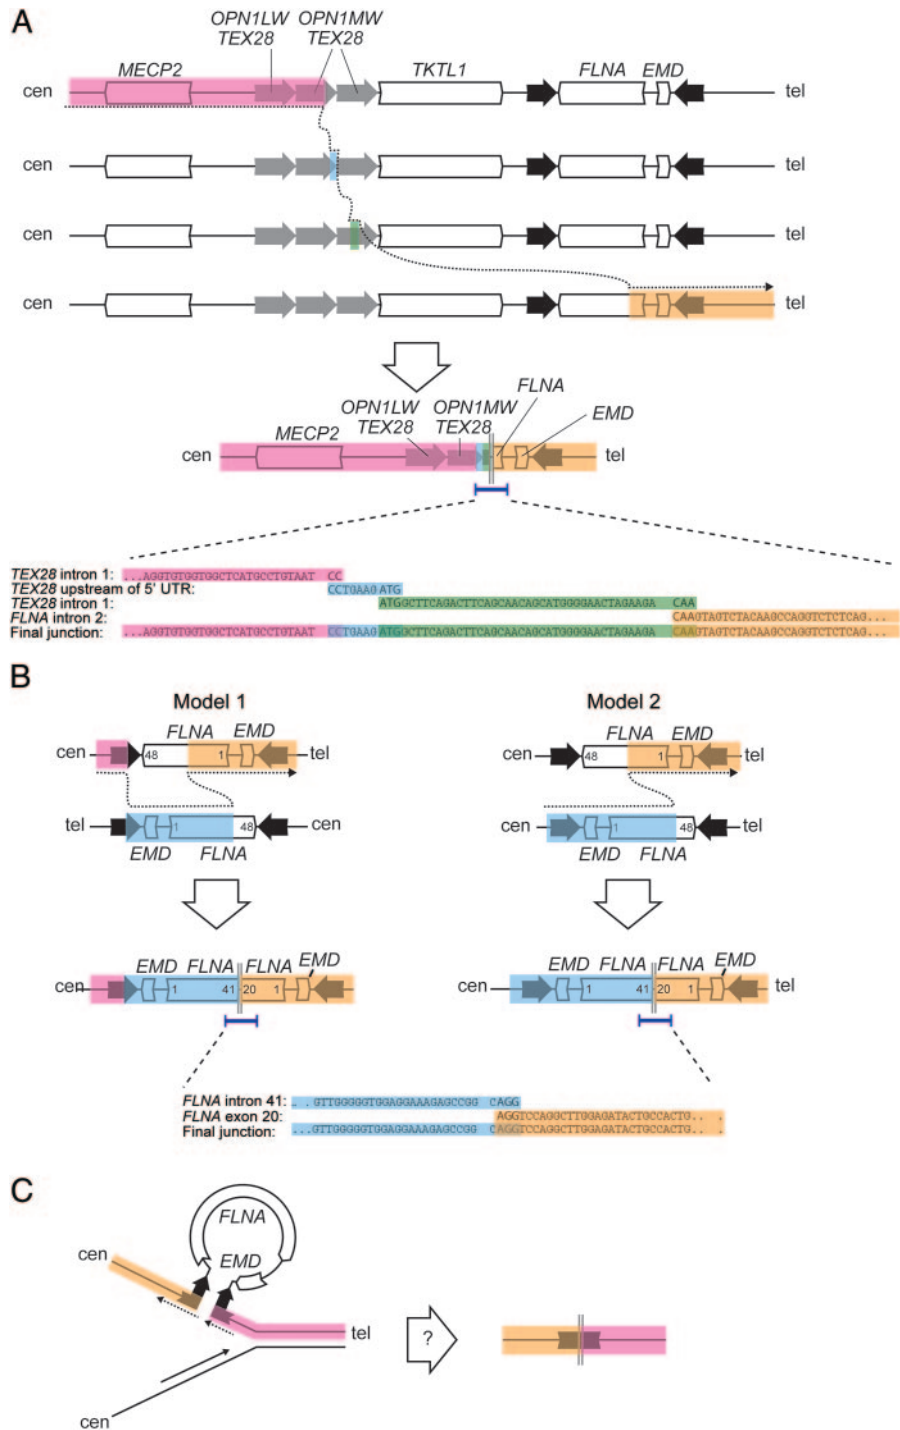 A
OPN1LW OPN1MW
TEX28 TEX28
MECP2 TKTL1 FLNA EMD
cen tel
cen tel
cen tel
cen tel
FLNA
OPN1LW OPN1MW EMD
TEX28 TEX28
MECP2
cen tel
TEX28 intron 1: ...AGGTGTGGTGGCTCATGCCTGTAAT CC
TEX28 upstream of 5' UTR: CCTGAAG ATG
TEX28 intron 1: ATGGCTTCAGACTTCAGCAACAGCATGGGGAACTAGAAGA CAA
FLNA intron 2: CAAGTAGTCTACAAGCCAGGTCTCTCAG...
Final junction: ...AGGTGTGGTGGCTCATGCCTGTAAT CCTGAAG ATGGCTTCAGACTTCAGCAACAGCATGGGGAACTAGAAGA CAAGTAGTCTACAAGCCAGGTCTCTCAG...
B
Model 1 Model 2
FLNA EMD FLNA EMD
cen 48 1 tel cen 48 1 tel
tel 1 48 cen cen 1 48 tel
EMD FLNA EMD FLNA
EMD FLNA FLNA EMD EMD FLNA FLNA EMD
cen 1 41 20 1 cen 1 41 20 1 tel
FLNA intron 41: . .GTTGGGGGTGGAGGAAAGAGCCGG CAGG
FLNA exon 20: AGGTCCAGGCTTGGAGATACTGCCACTG.. .
Final junction: ...GTTGGGGGTGGAGGAAAGAGCCGG CAGGTCCAGGCTTGGAGATACTGCCACTG.. .
C
FLNA
cen EMD
tel
?
cen